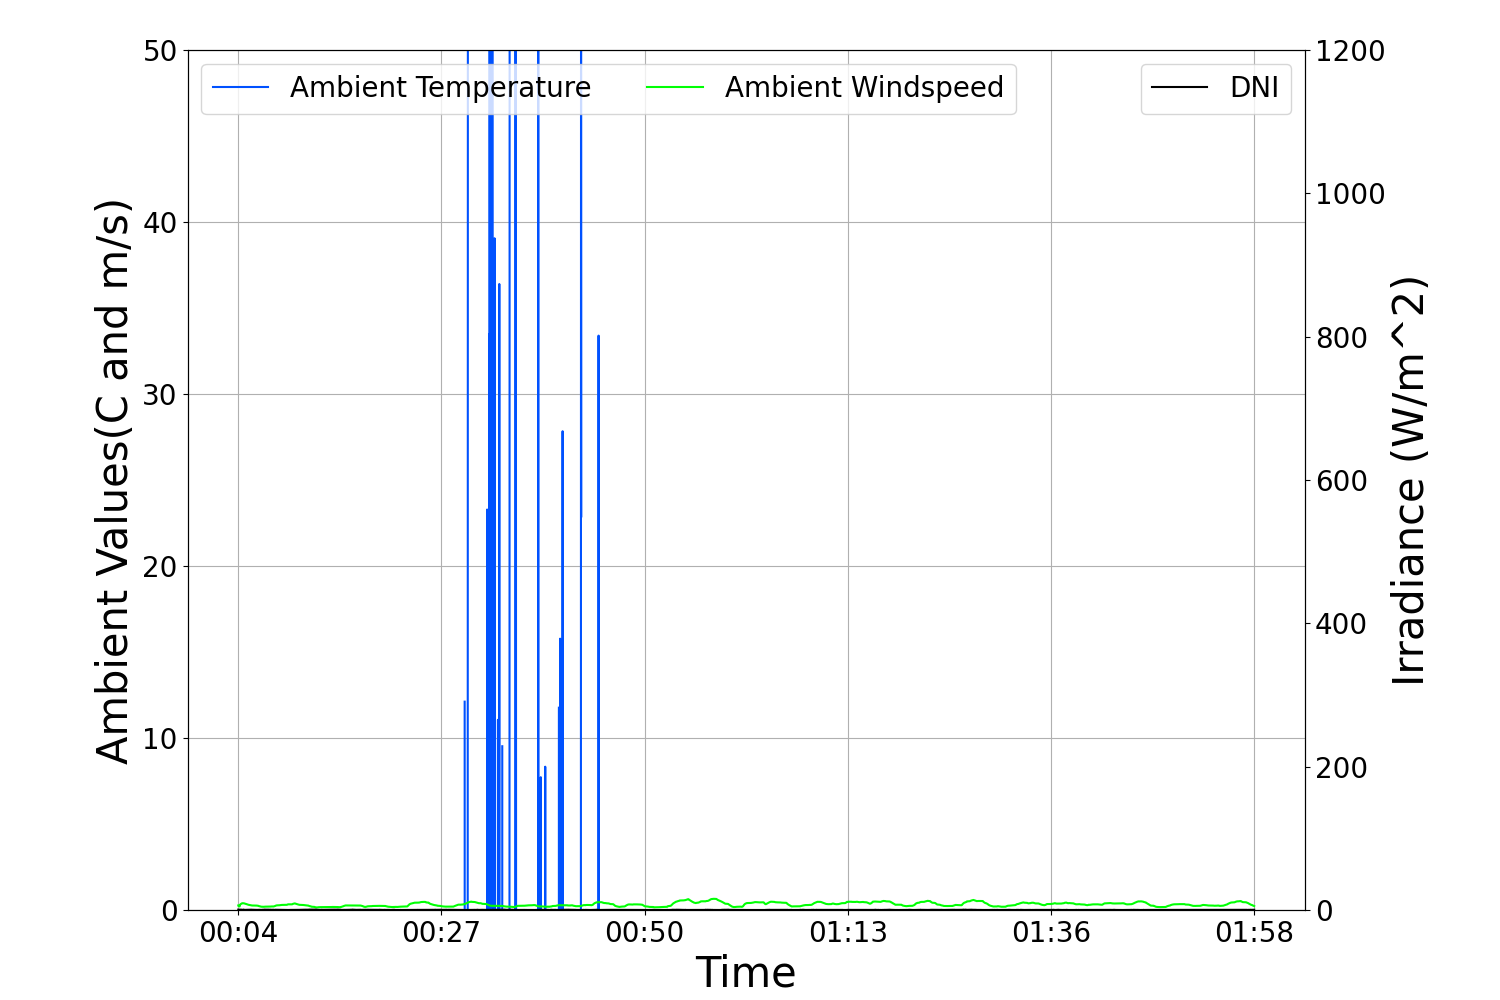 Ambient Temperature Ambient Windspeed DNI
Ambient Values(C and m/s)
50
40
30
20
10
0
1200
1000
800
600
400
200
0
Irradiance (W/m^2)
00:04 00:27 00:50 01:13 01:36 01:58
Time